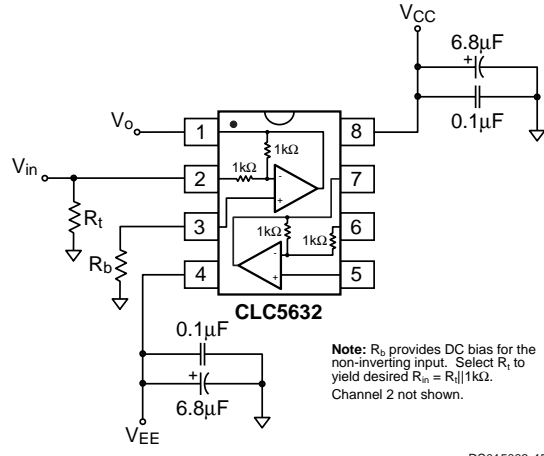 VCC
6.8µF
+
0.1µF
Vo
1
8
1kΩ
Vin
2
1kΩ
-
+
7
Rt
3
1kΩ
1kΩ
6
Rb
4
-
+
5
CLC5632
0.1µF
+
6.8µF
VEE
Note: Rb provides DC bias for the
non-inverting input. Select Rt to
yield desired Rin = Rt||1kΩ.
Channel 2 not shown.